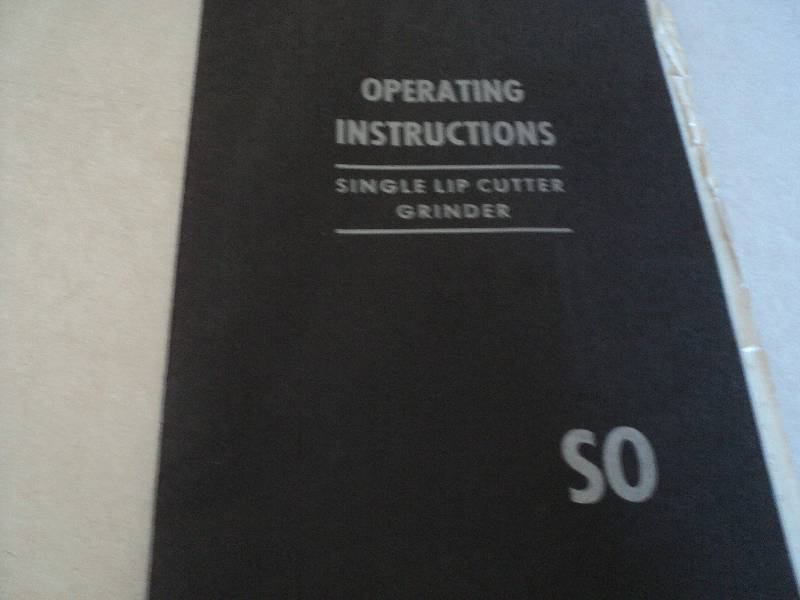 OPERATING
INSTRUCTIONS
SINGLE LIP CUTTER
GRINDER
SO